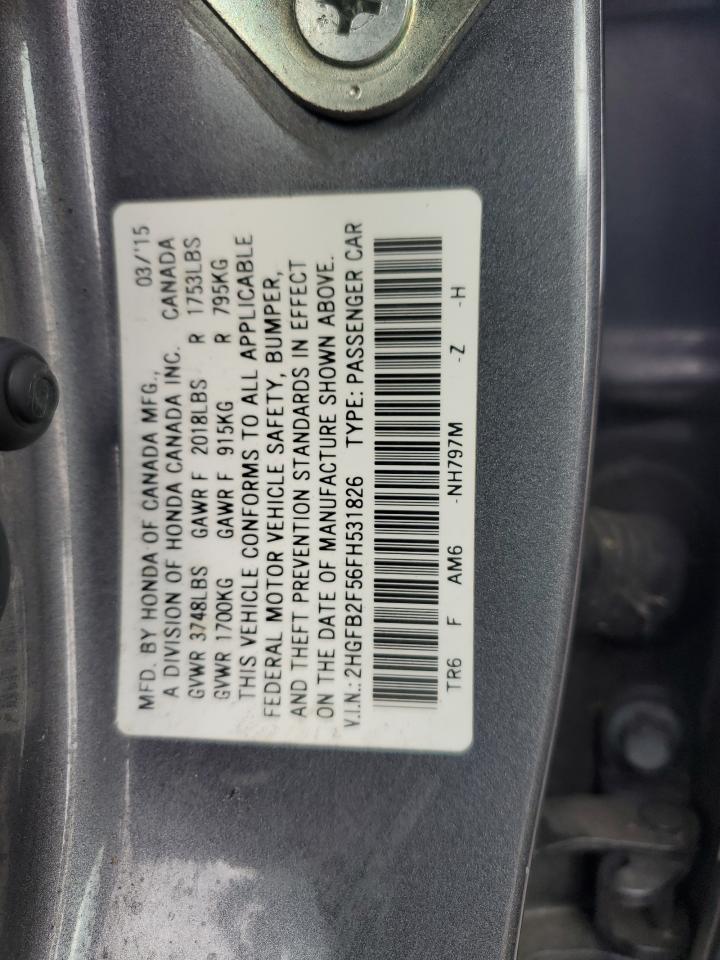 MFD. BY HONDA OF CANADA MFG., 03/'15
A DIVISION OF HONDA CANADA INC. CANADA
GVWR 3748LBS GAWR F 2018LBS R 1753LBS
GVWR 1700KG GAWR F 915KG R 795KG
THIS VEHICLE CONFORMS TO ALL APPLICABLE
FEDERAL MOTOR VEHICLE SAFETY, BUMPER,
AND THEFT PREVENTION STANDARDS IN EFFECT
ON THE DATE OF MANUFACTURE SHOWN ABOVE.
V.I.N.: 2HGFB2F56FH531826 TYPE: PASSENGER CAR
TR6 F AM6 -NH797M -Z -H